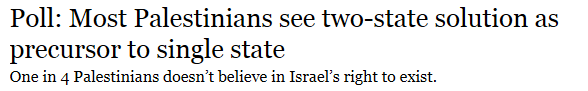 Poll: Most Palestinians see two-state solution as
precursor to single state
One in 4 Palestinians doesn’t believe in Israel’s right to exist.